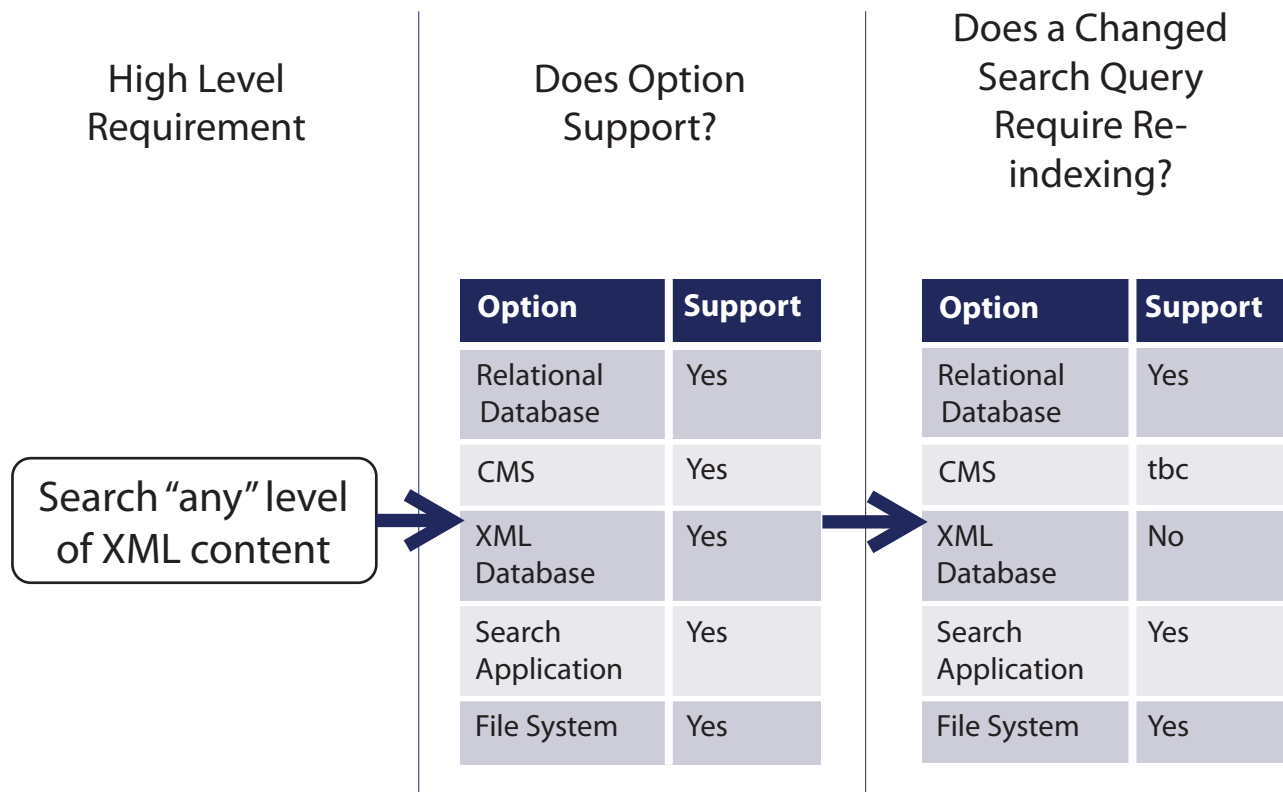 High Level
Requirement
Does Option
Support?
Does a Changed
Search Query
Require Re-
indexing?
Search “any” level
of XML content
Option Support
Relational Yes
Database
CMS Yes
XML Yes
Database
Search Yes
Application
File System Yes
Option Support
Relational Yes
Database
CMS tbc
XML No
Database
Search Yes
Application
File System Yes